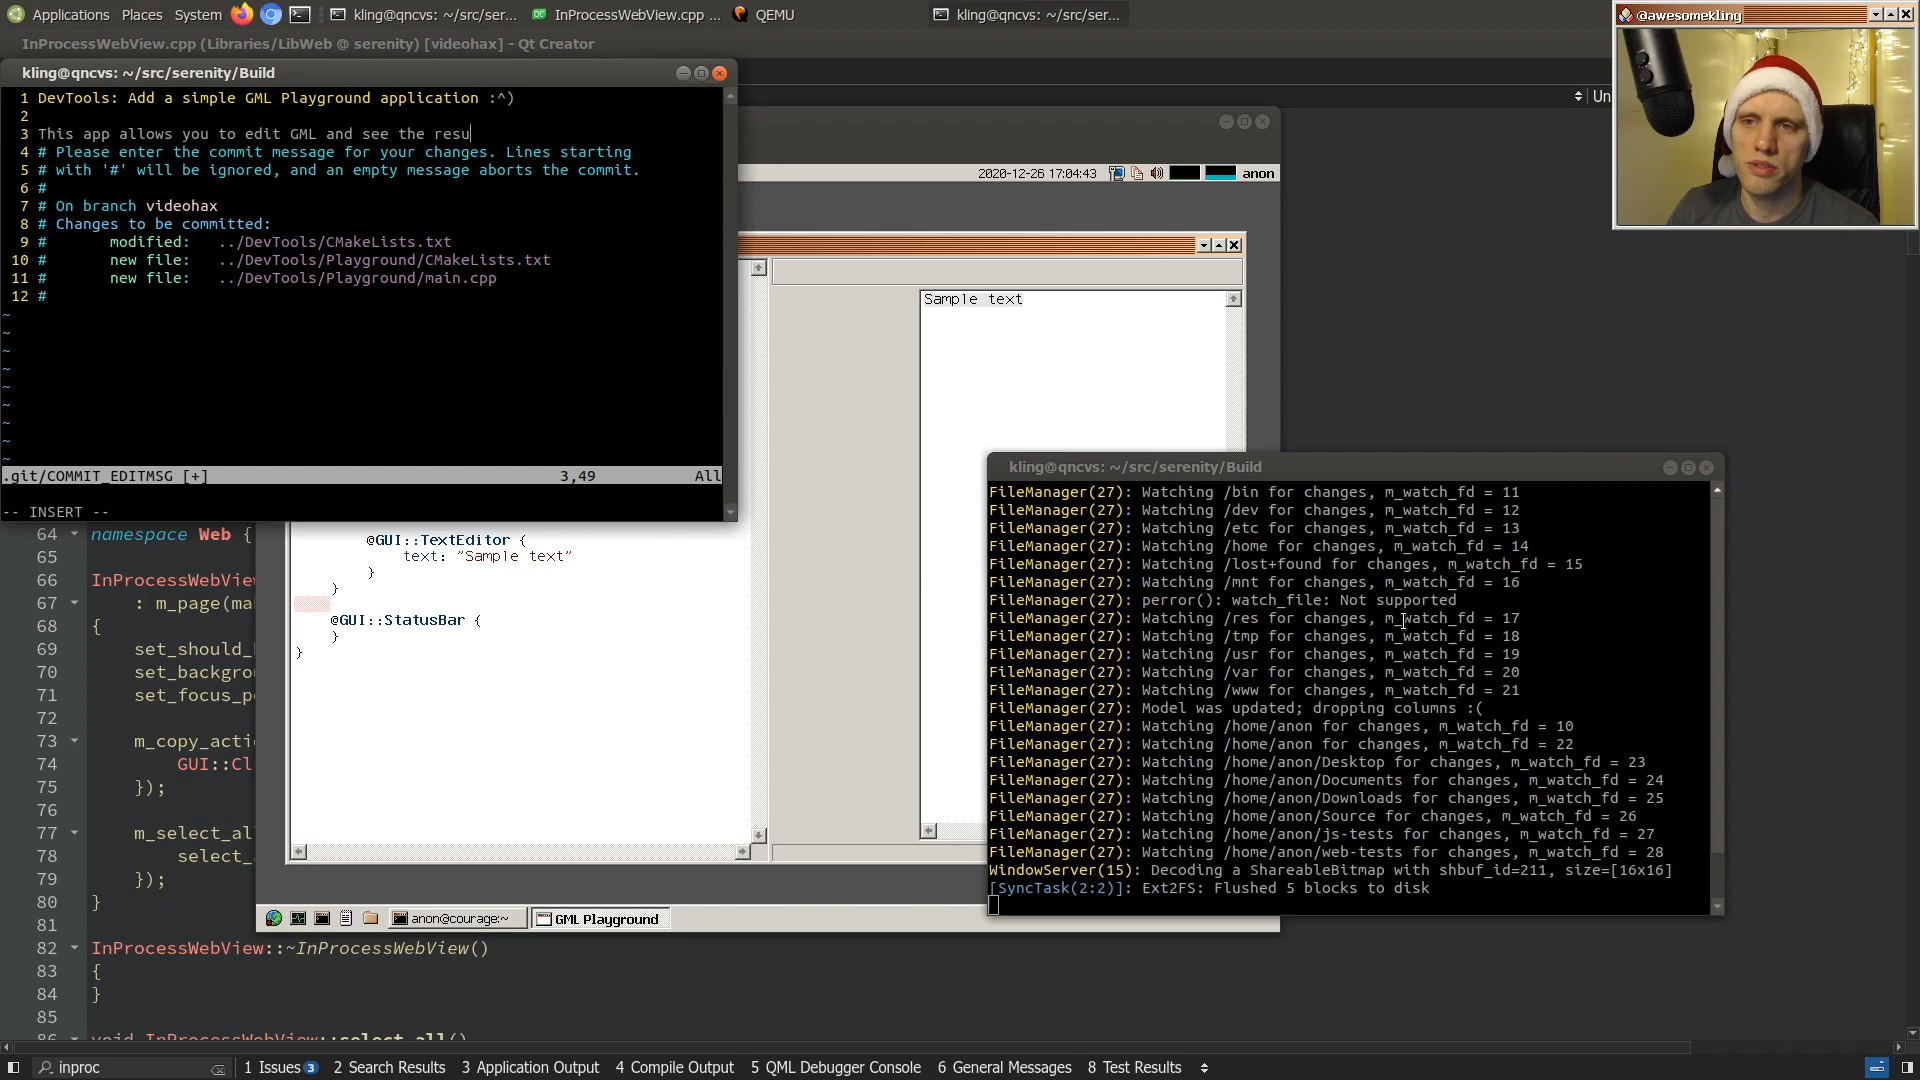 Applications Places System kling@qncvs: ~/src/ser... InProcessWebView.cpp ... QEMU kling@qncvs: ~/src/ser...
InProcessWebView.cpp (Libraries/LibWeb @ serenity) [videohax] - Qt Creator
@awesomekling
kling@qncvs: ~/src/serenity/Build
1 DevTools: Add a simple GML Playground application :^)
2
3 This app allows you to edit GML and see the resu
4 # Please enter the commit message for your changes. Lines starting
5 # with '#' will be ignored, and an empty message aborts the commit.
6 #
7 # On branch videohax
8 # Changes to be committed:
9 #       modified:   ../DevTools/CMakeLists.txt
10 #       new file:   ../DevTools/Playground/CMakeLists.txt
11 #       new file:   ../DevTools/Playground/main.cpp
12 #
~
~
~
~
~
~
~
~
~
.git/COMMIT_EDITMSG [+] 3,49 All
-- INSERT --
Un
2020-12-26 17:04:43 anon
Sample text
@GUI::TextEditor {
text: "Sample text"
}
}
@GUI::StatusBar {
}
}
anon@courage:~ GML Playground
kling@qncvs: ~/src/serenity/Build
FileManager(27): Watching /bin for changes, m_watch_fd = 11
FileManager(27): Watching /dev for changes, m_watch_fd = 12
FileManager(27): Watching /etc for changes, m_watch_fd = 13
FileManager(27): Watching /home for changes, m_watch_fd = 14
FileManager(27): Watching /lost+found for changes, m_watch_fd = 15
FileManager(27): Watching /mnt for changes, m_watch_fd = 16
FileManager(27): perror(): watch_file: Not supported
FileManager(27): Watching /res for changes, m_watch_fd = 17
FileManager(27): Watching /tmp for changes, m_watch_fd = 18
FileManager(27): Watching /usr for changes, m_watch_fd = 19
FileManager(27): Watching /var for changes, m_watch_fd = 20
FileManager(27): Watching /www for changes, m_watch_fd = 21
FileManager(27): Model was updated; dropping columns :(
FileManager(27): Watching /home/anon for changes, m_watch_fd = 10
FileManager(27): Watching /home/anon for changes, m_watch_fd = 22
FileManager(27): Watching /home/anon/Desktop for changes, m_watch_fd = 23
FileManager(27): Watching /home/anon/Documents for changes, m_watch_fd = 24
FileManager(27): Watching /home/anon/Downloads for changes, m_watch_fd = 25
FileManager(27): Watching /home/anon/Source for changes, m_watch_fd = 26
FileManager(27): Watching /home/anon/js-tests for changes, m_watch_fd = 27
FileManager(27): Watching /home/anon/web-tests for changes, m_watch_fd = 28
WindowServer(15): Decoding a ShareableBitmap with shbuf_id=211, size=[16x16]
[SyncTask(2:2)]: Ext2FS: Flushed 5 blocks to disk
64 namespace Web {
65
66 InProcessWebVie
67 : m_page(ma
68 {
69 set_should_
70 set_backgro
71 set_focus_p
72
73 m_copy_acti
74 GUI::Cl
75 });
76
77 m_select_al
78 select_
79 });
80 }
81
82 InProcessWebView::~InProcessWebView()
83 {
84 }
85
86 void InProcessWebView::select_all()
inproc 1 Issues 3 2 Search Results 3 Application Output 4 Compile Output 5 QML Debugger Console 6 General Messages 8 Test Results